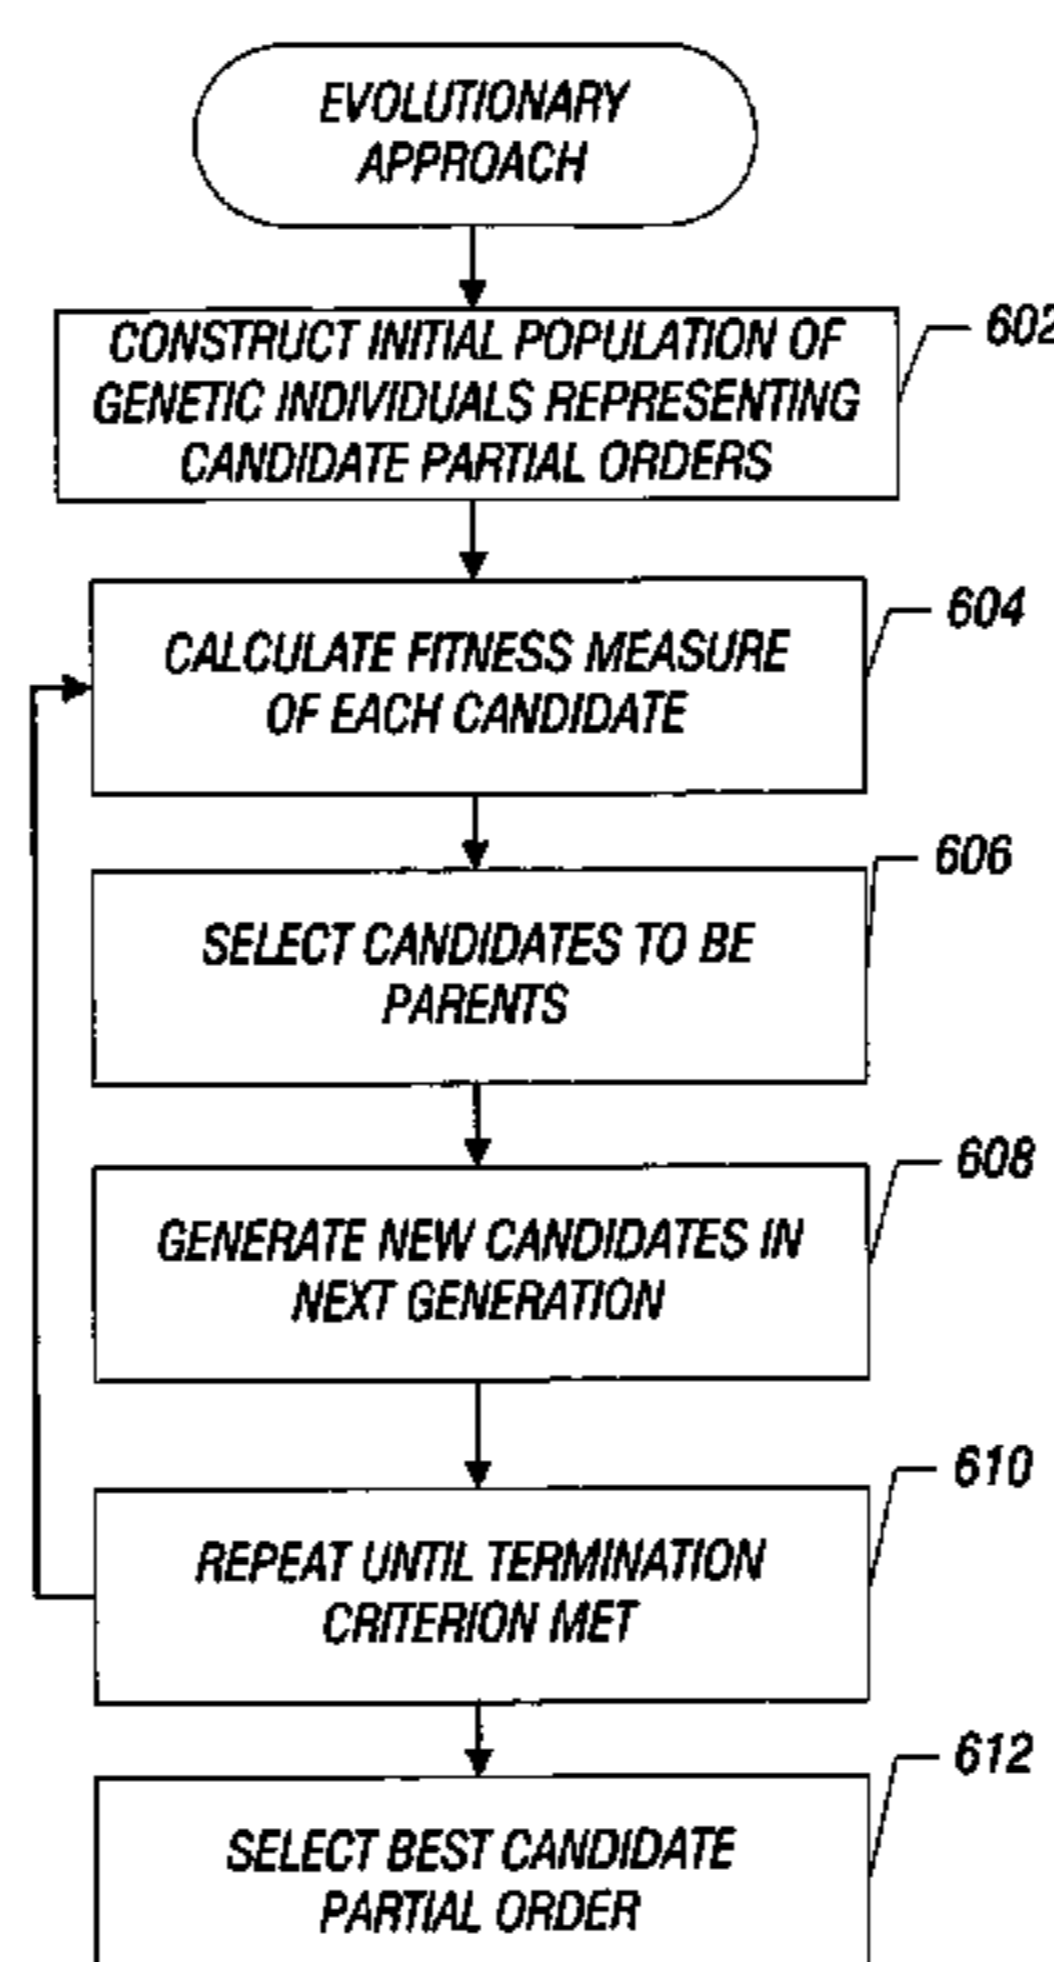 EVOLUTIONARY
APPROACH
CONSTRUCT INITIAL POPULATION OF
GENETIC INDIVIDUALS REPRESENTING
CANDIDATE PARTIAL ORDERS
602
CALCULATE FITNESS MEASURE
OF EACH CANDIDATE
604
SELECT CANDIDATES TO BE
PARENTS
606
GENERATE NEW CANDIDATES IN
NEXT GENERATION
608
REPEAT UNTIL TERMINATION
CRITERION MET
610
SELECT BEST CANDIDATE
PARTIAL ORDER
612